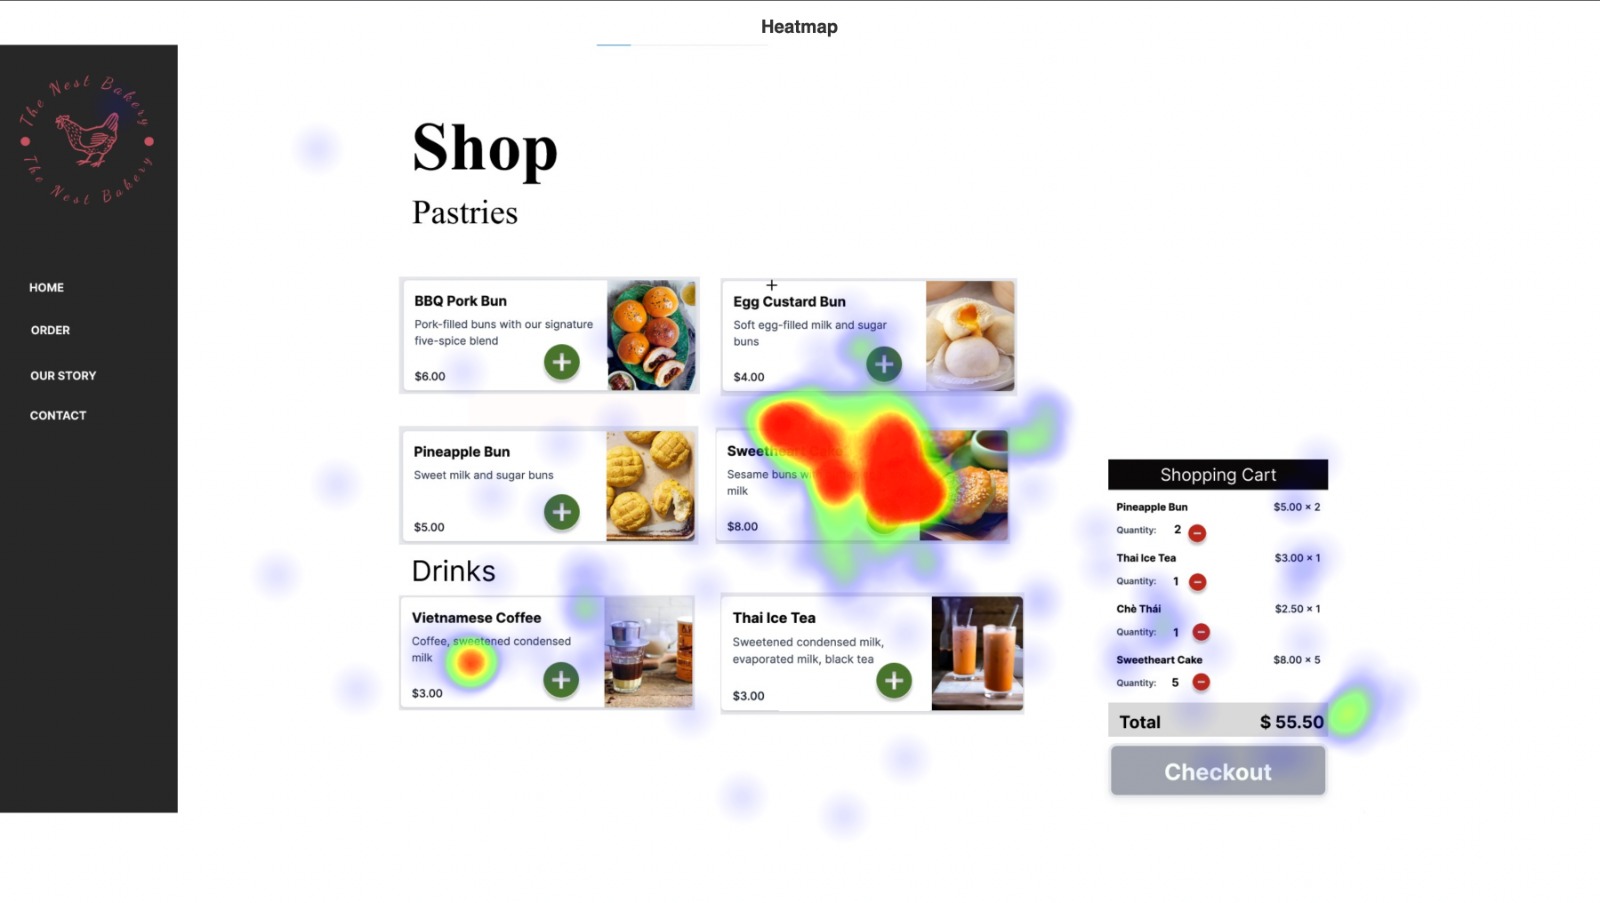 Heatmap
The Nest Bakery
The Nest Bakery
HOME
ORDER
OUR STORY
CONTACT
Shop
Pastries
BBQ Pork Bun
Pork-filled buns with our signature
five-spice blend
$6.00
Egg Custard Bun
Soft egg-filled milk and sugar
buns
$4.00
Pineapple Bun
Sweet milk and sugar buns
$5.00
Sweetheart Cake
Sesame buns w
milk
$8.00
Drinks
Vietnamese Coffee
Coffee, sweetened condensed
milk
$3.00
Thai Ice Tea
Sweetened condensed milk,
evaporated milk, black tea
$3.00
Shopping Cart
Pineapple Bun $5.00 × 2
Quantity: 2
Thai Ice Tea $3.00 × 1
Quantity: 1
Chè Thái $2.50 × 1
Quantity: 1
Sweetheart Cake $8.00 × 5
Quantity: 5
Total $ 55.50
Checkout